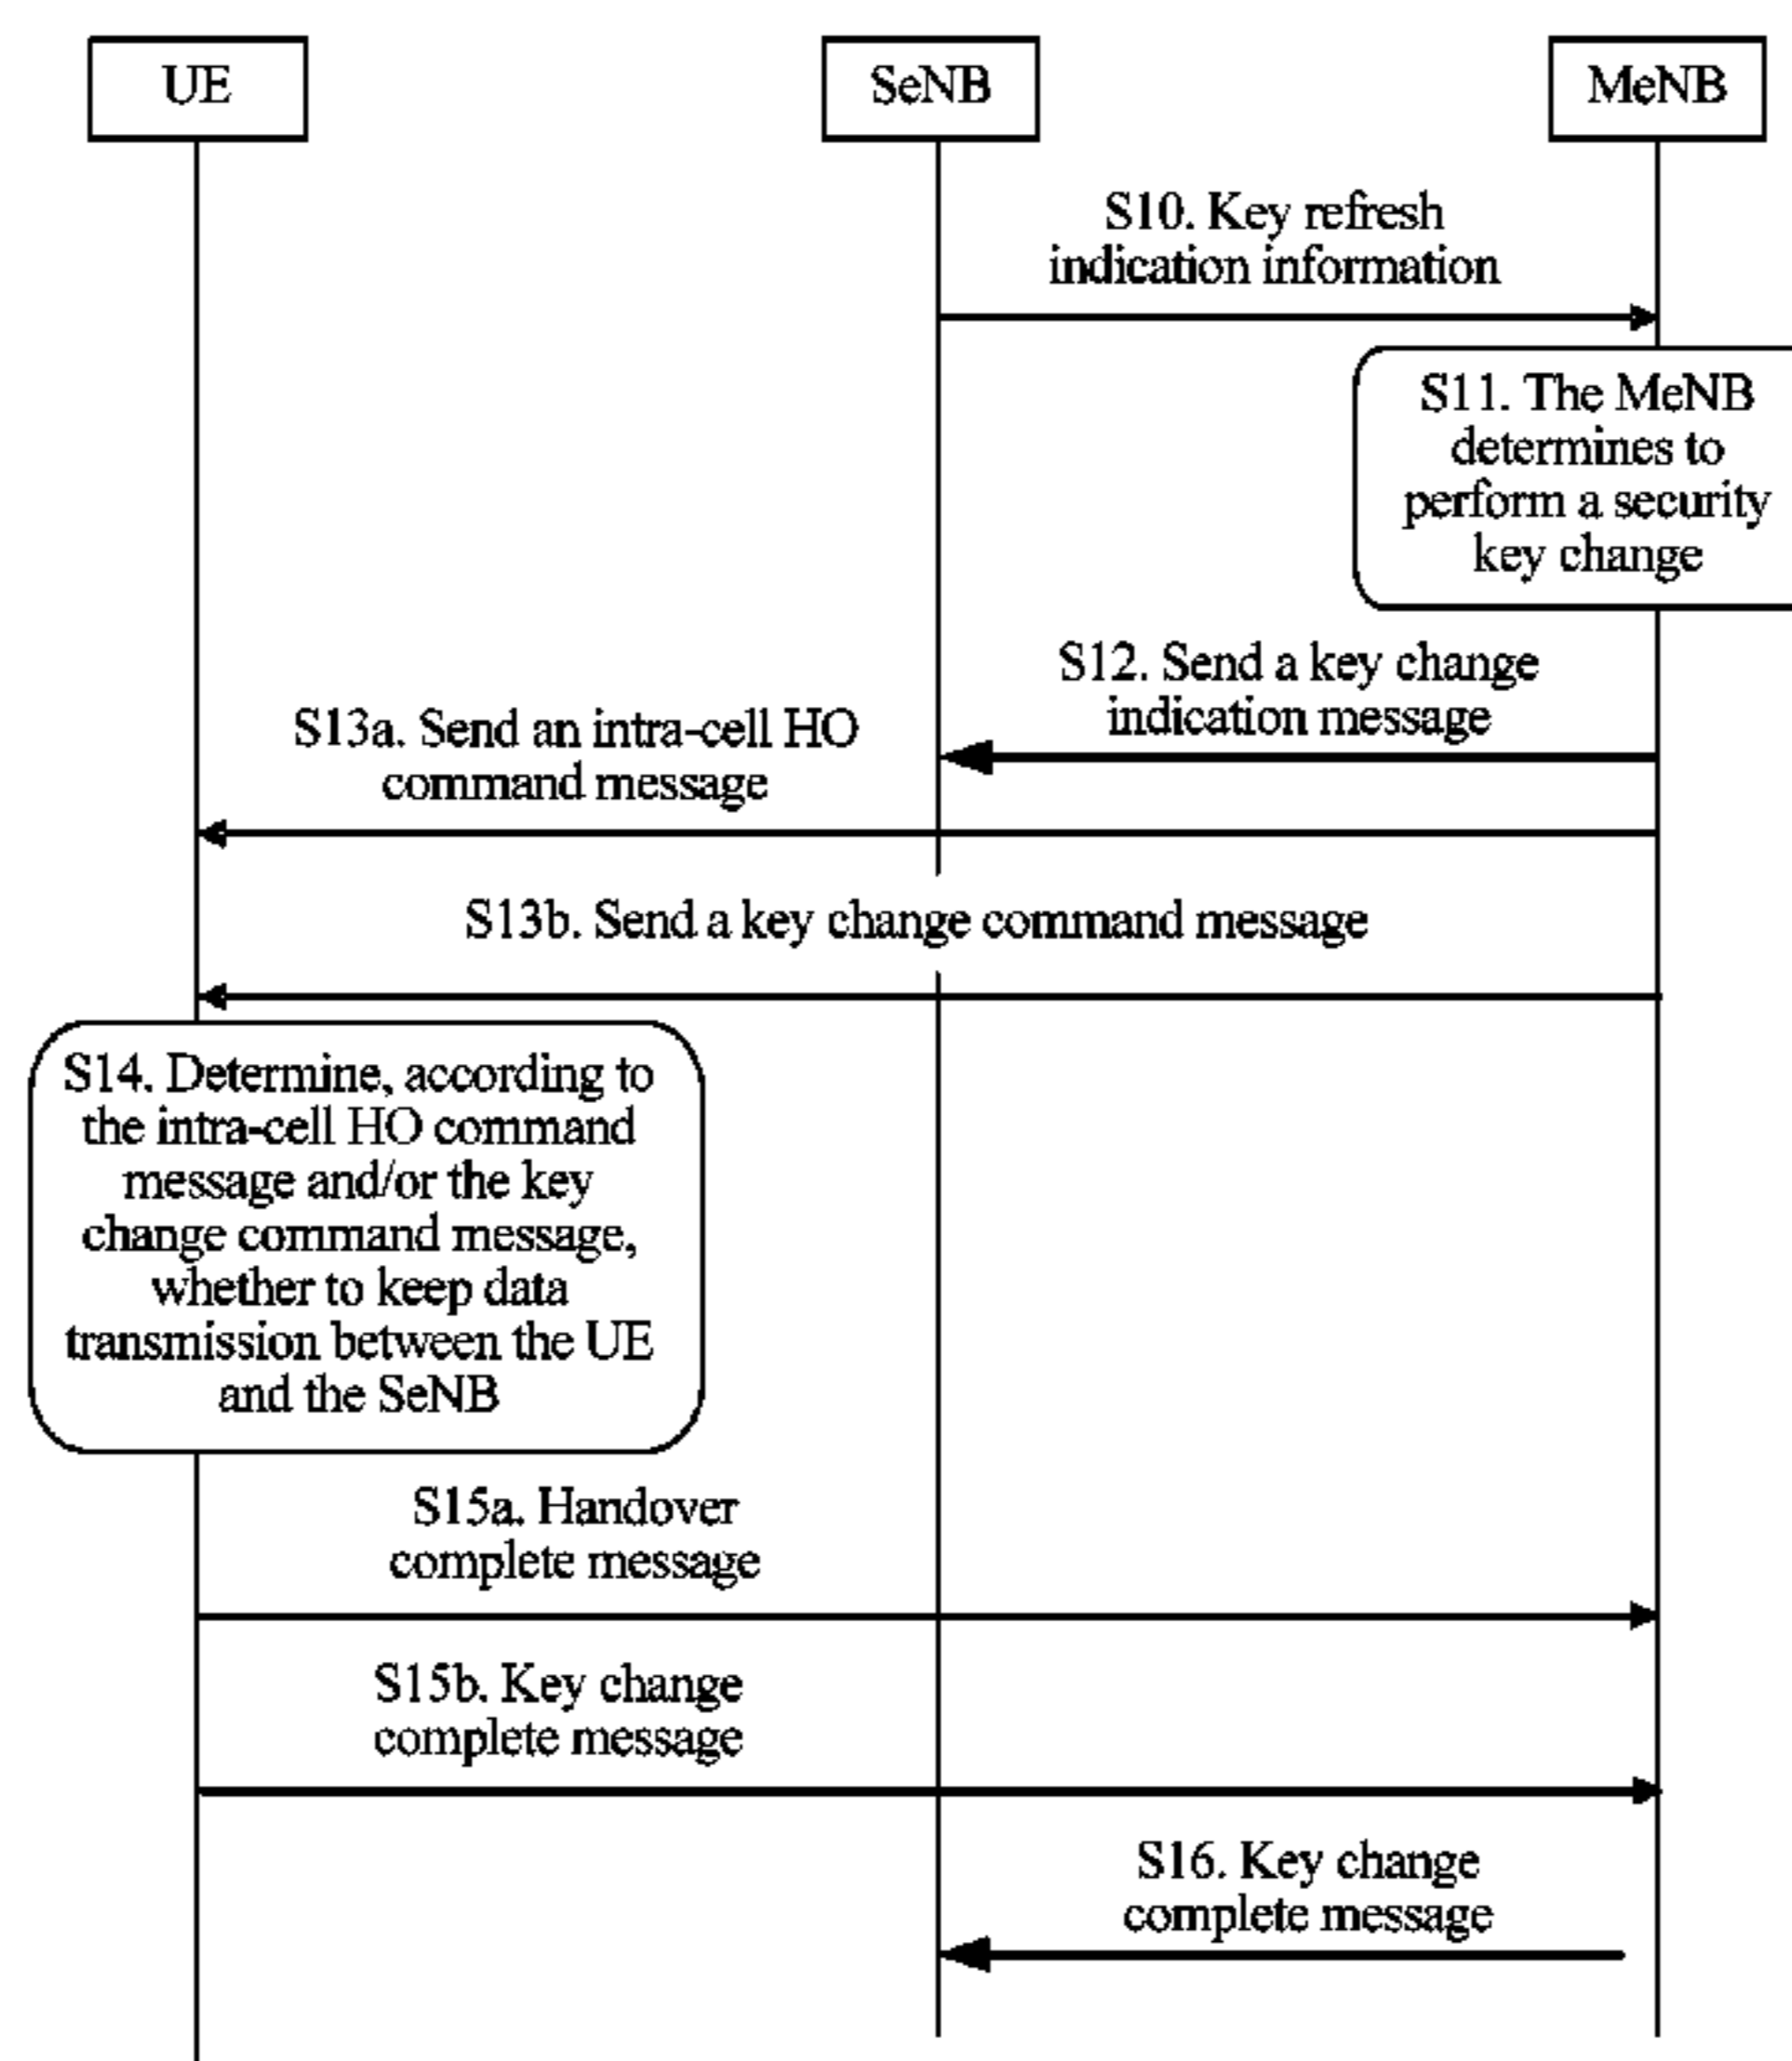 UE
SeNB
MeNB
S10. Key refresh
indication information
S11. The MeNB
determines to
perform a security
key change
S12. Send a key change
indication message
S13a. Send an intra-cell HO
command message
S13b. Send a key change command message
S14. Determine, according to
the intra-cell HO command
message and/or the key
change command message,
whether to keep data
transmission between the UE
and the SeNB
S15a. Handover
complete message
S15b. Key change
complete message
S16. Key change
complete message